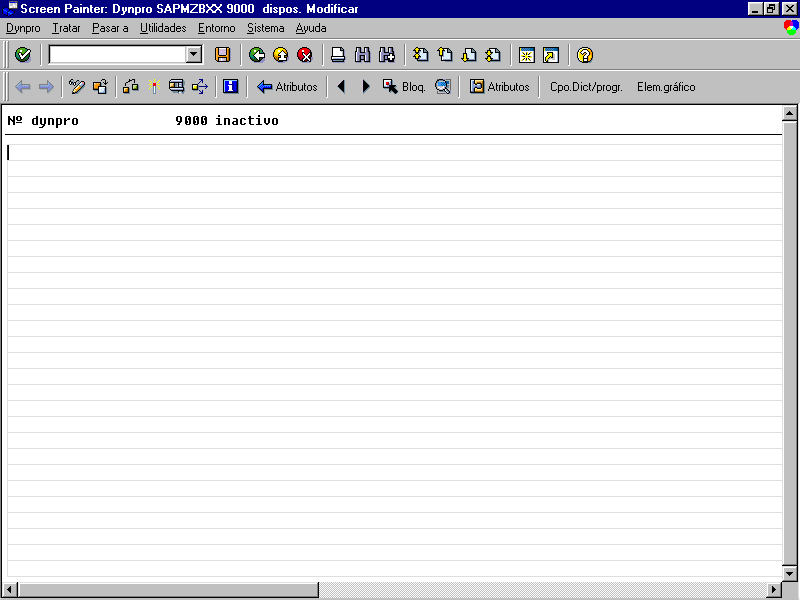 Screen Painter: Dynpro SAPMZBXX 9000 dispos. Modificar
Dynpro Tratar Pasar a Utilidades Entorno Sistema Ayuda
Atributos Bloq. Atributos Cpo.Dict/progr. Elem.gráfico
Nº dynpro 9000 inactivo